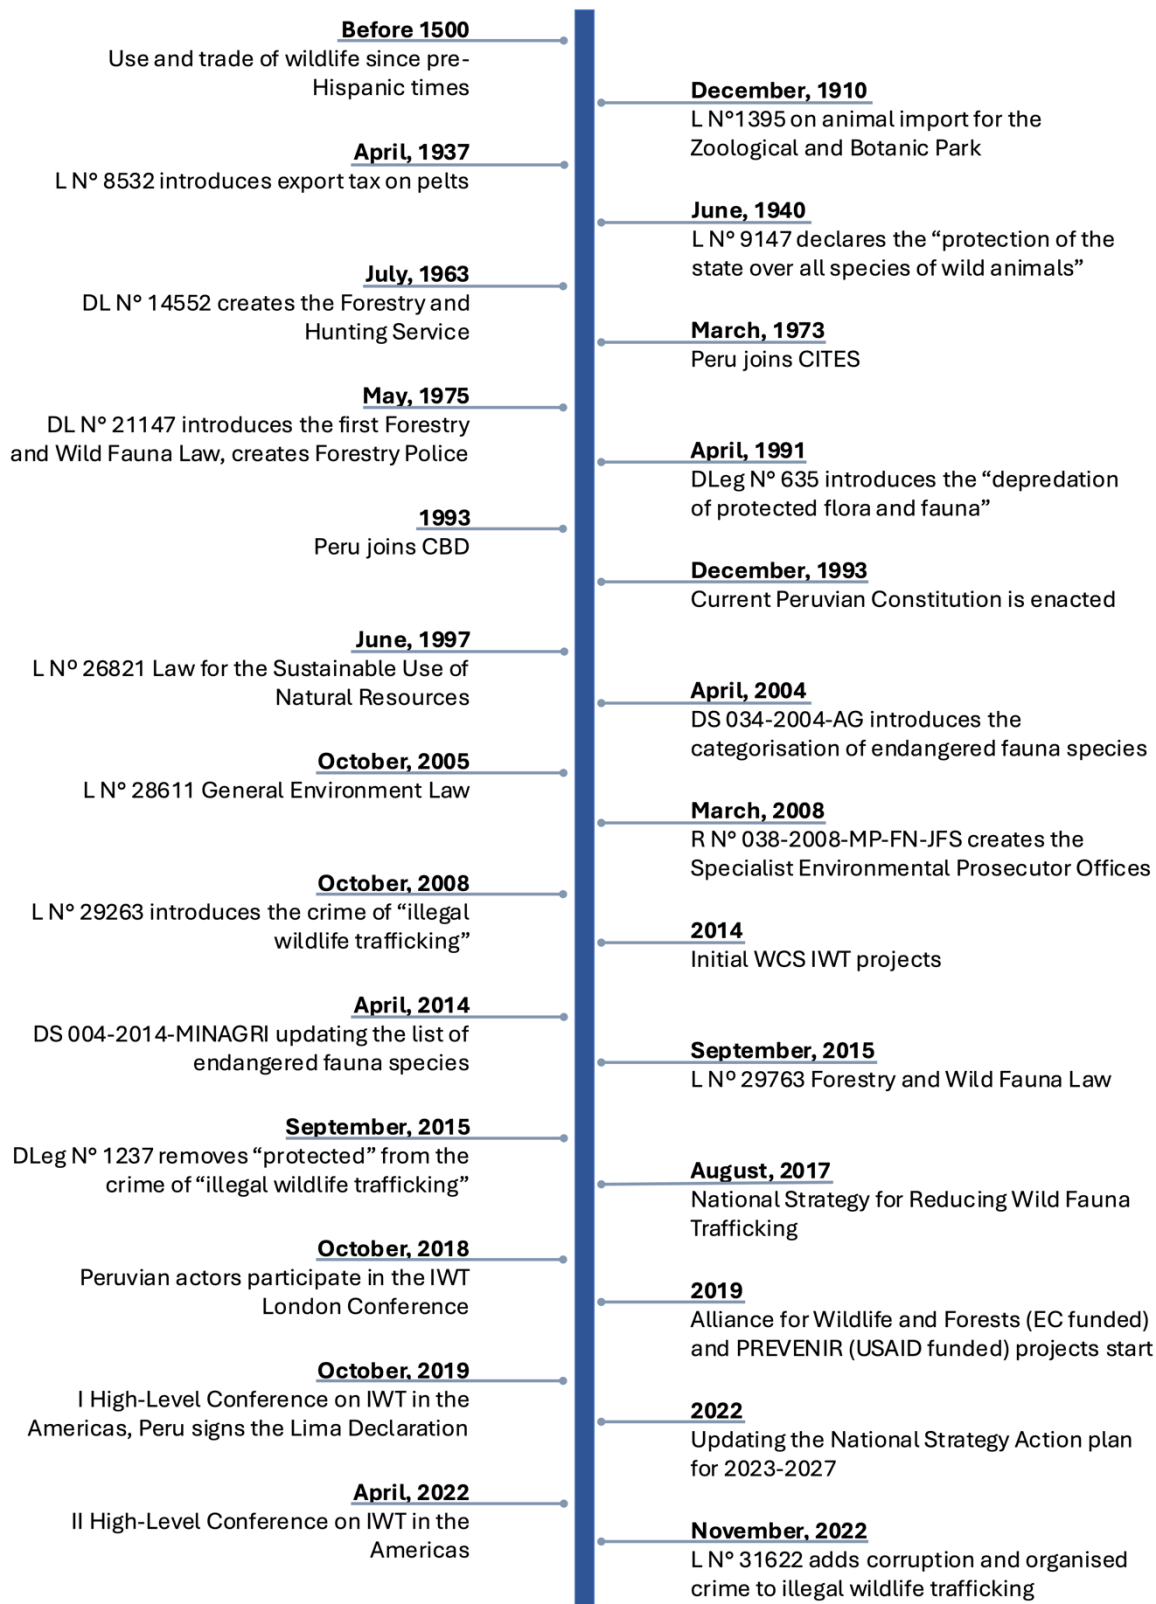 Before 1500
Use and trade of wildlife since pre-
Hispanic times
December, 1910
L N°1395 on animal import for the
Zoological and Botanic Park
April, 1937
L N° 8532 introduces export tax on pelts
June, 1940
L N° 9147 declares the “protection of the
state over all species of wild animals”
July, 1963
DL N° 14552 creates the Forestry and
Hunting Service
March, 1973
Peru joins CITES
May, 1975
DL N° 21147 introduces the first Forestry
and Wild Fauna Law, creates Forestry Police
April, 1991
DLeg N° 635 introduces the “depredation
of protected flora and fauna”
1993
Peru joins CBD
December, 1993
Current Peruvian Constitution is enacted
June, 1997
L Nº 26821 Law for the Sustainable Use of
Natural Resources
April, 2004
DS 034-2004-AG introduces the
categorisation of endangered fauna species
October, 2005
L N° 28611 General Environment Law
March, 2008
R N° 038-2008-MP-FN-JFS creates the
Specialist Environmental Prosecutor Offices
October, 2008
L N° 29263 introduces the crime of “illegal
wildlife trafficking”
2014
Initial WCS IWT projects
April, 2014
DS 004-2014-MINAGRI updating the list of
endangered fauna species
September, 2015
L Nº 29763 Forestry and Wild Fauna Law
September, 2015
DLeg N° 1237 removes “protected” from the
crime of “illegal wildlife trafficking”
August, 2017
National Strategy for Reducing Wild Fauna
Trafficking
October, 2018
Peruvian actors participate in the IWT
London Conference
2019
Alliance for Wildlife and Forests (EC funded)
and PREVENIR (USAID funded) projects start
October, 2019
I High-Level Conference on IWT in the
Americas, Peru signs the Lima Declaration
2022
Updating the National Strategy Action plan
for 2023-2027
April, 2022
II High-Level Conference on IWT in the
Americas
November, 2022
L N° 31622 adds corruption and organised
crime to illegal wildlife trafficking